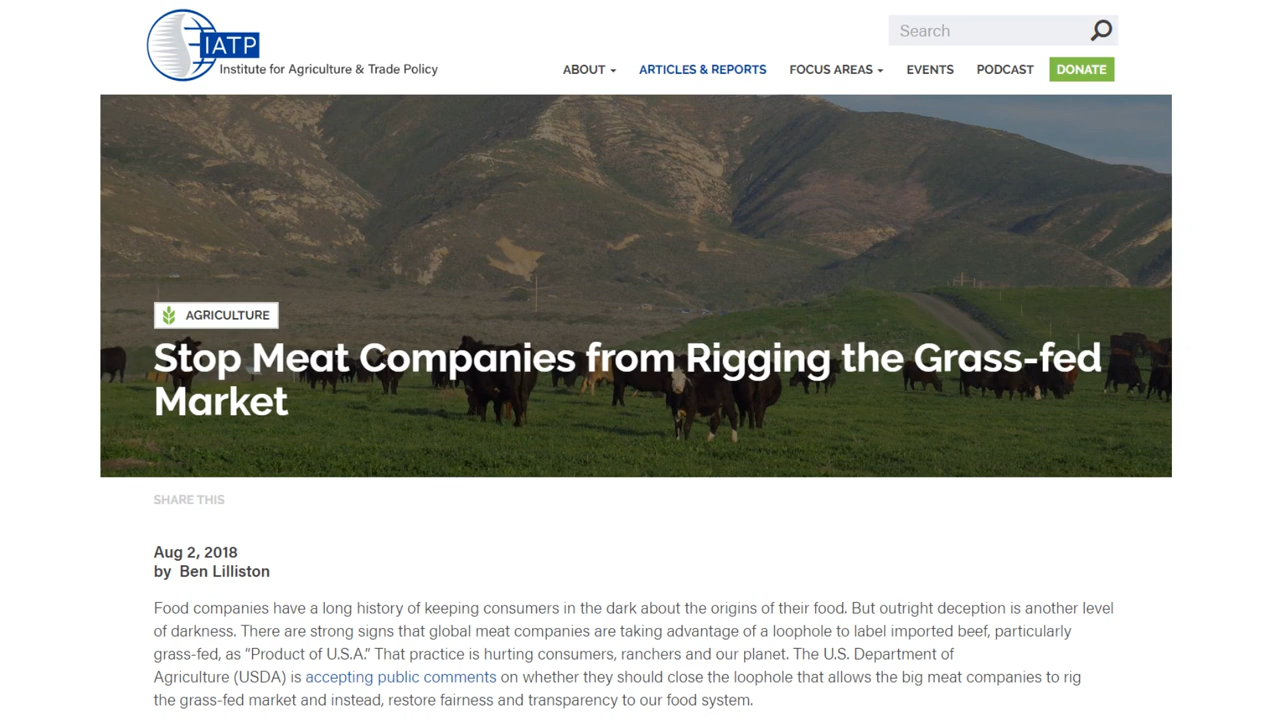 IATP
Institute for Agriculture & Trade Policy
Search
ABOUT
ARTICLES & REPORTS
FOCUS AREAS
EVENTS
PODCAST
DONATE
AGRICULTURE
Stop Meat Companies from Rigging the Grass-fed
Market
SHARE THIS
Aug 2, 2018
by Ben Lilliston
Food companies have a long history of keeping consumers in the dark about the origins of their food. But outright deception is another level
of darkness. There are strong signs that global meat companies are taking advantage of a loophole to label imported beef, particularly
grass-fed, as “Product of U.S.A.” That practice is hurting consumers, ranchers and our planet. The U.S. Department of
Agriculture (USDA) is accepting public comments on whether they should close the loophole that allows the big meat companies to rig
the grass-fed market and instead, restore fairness and transparency to our food system.